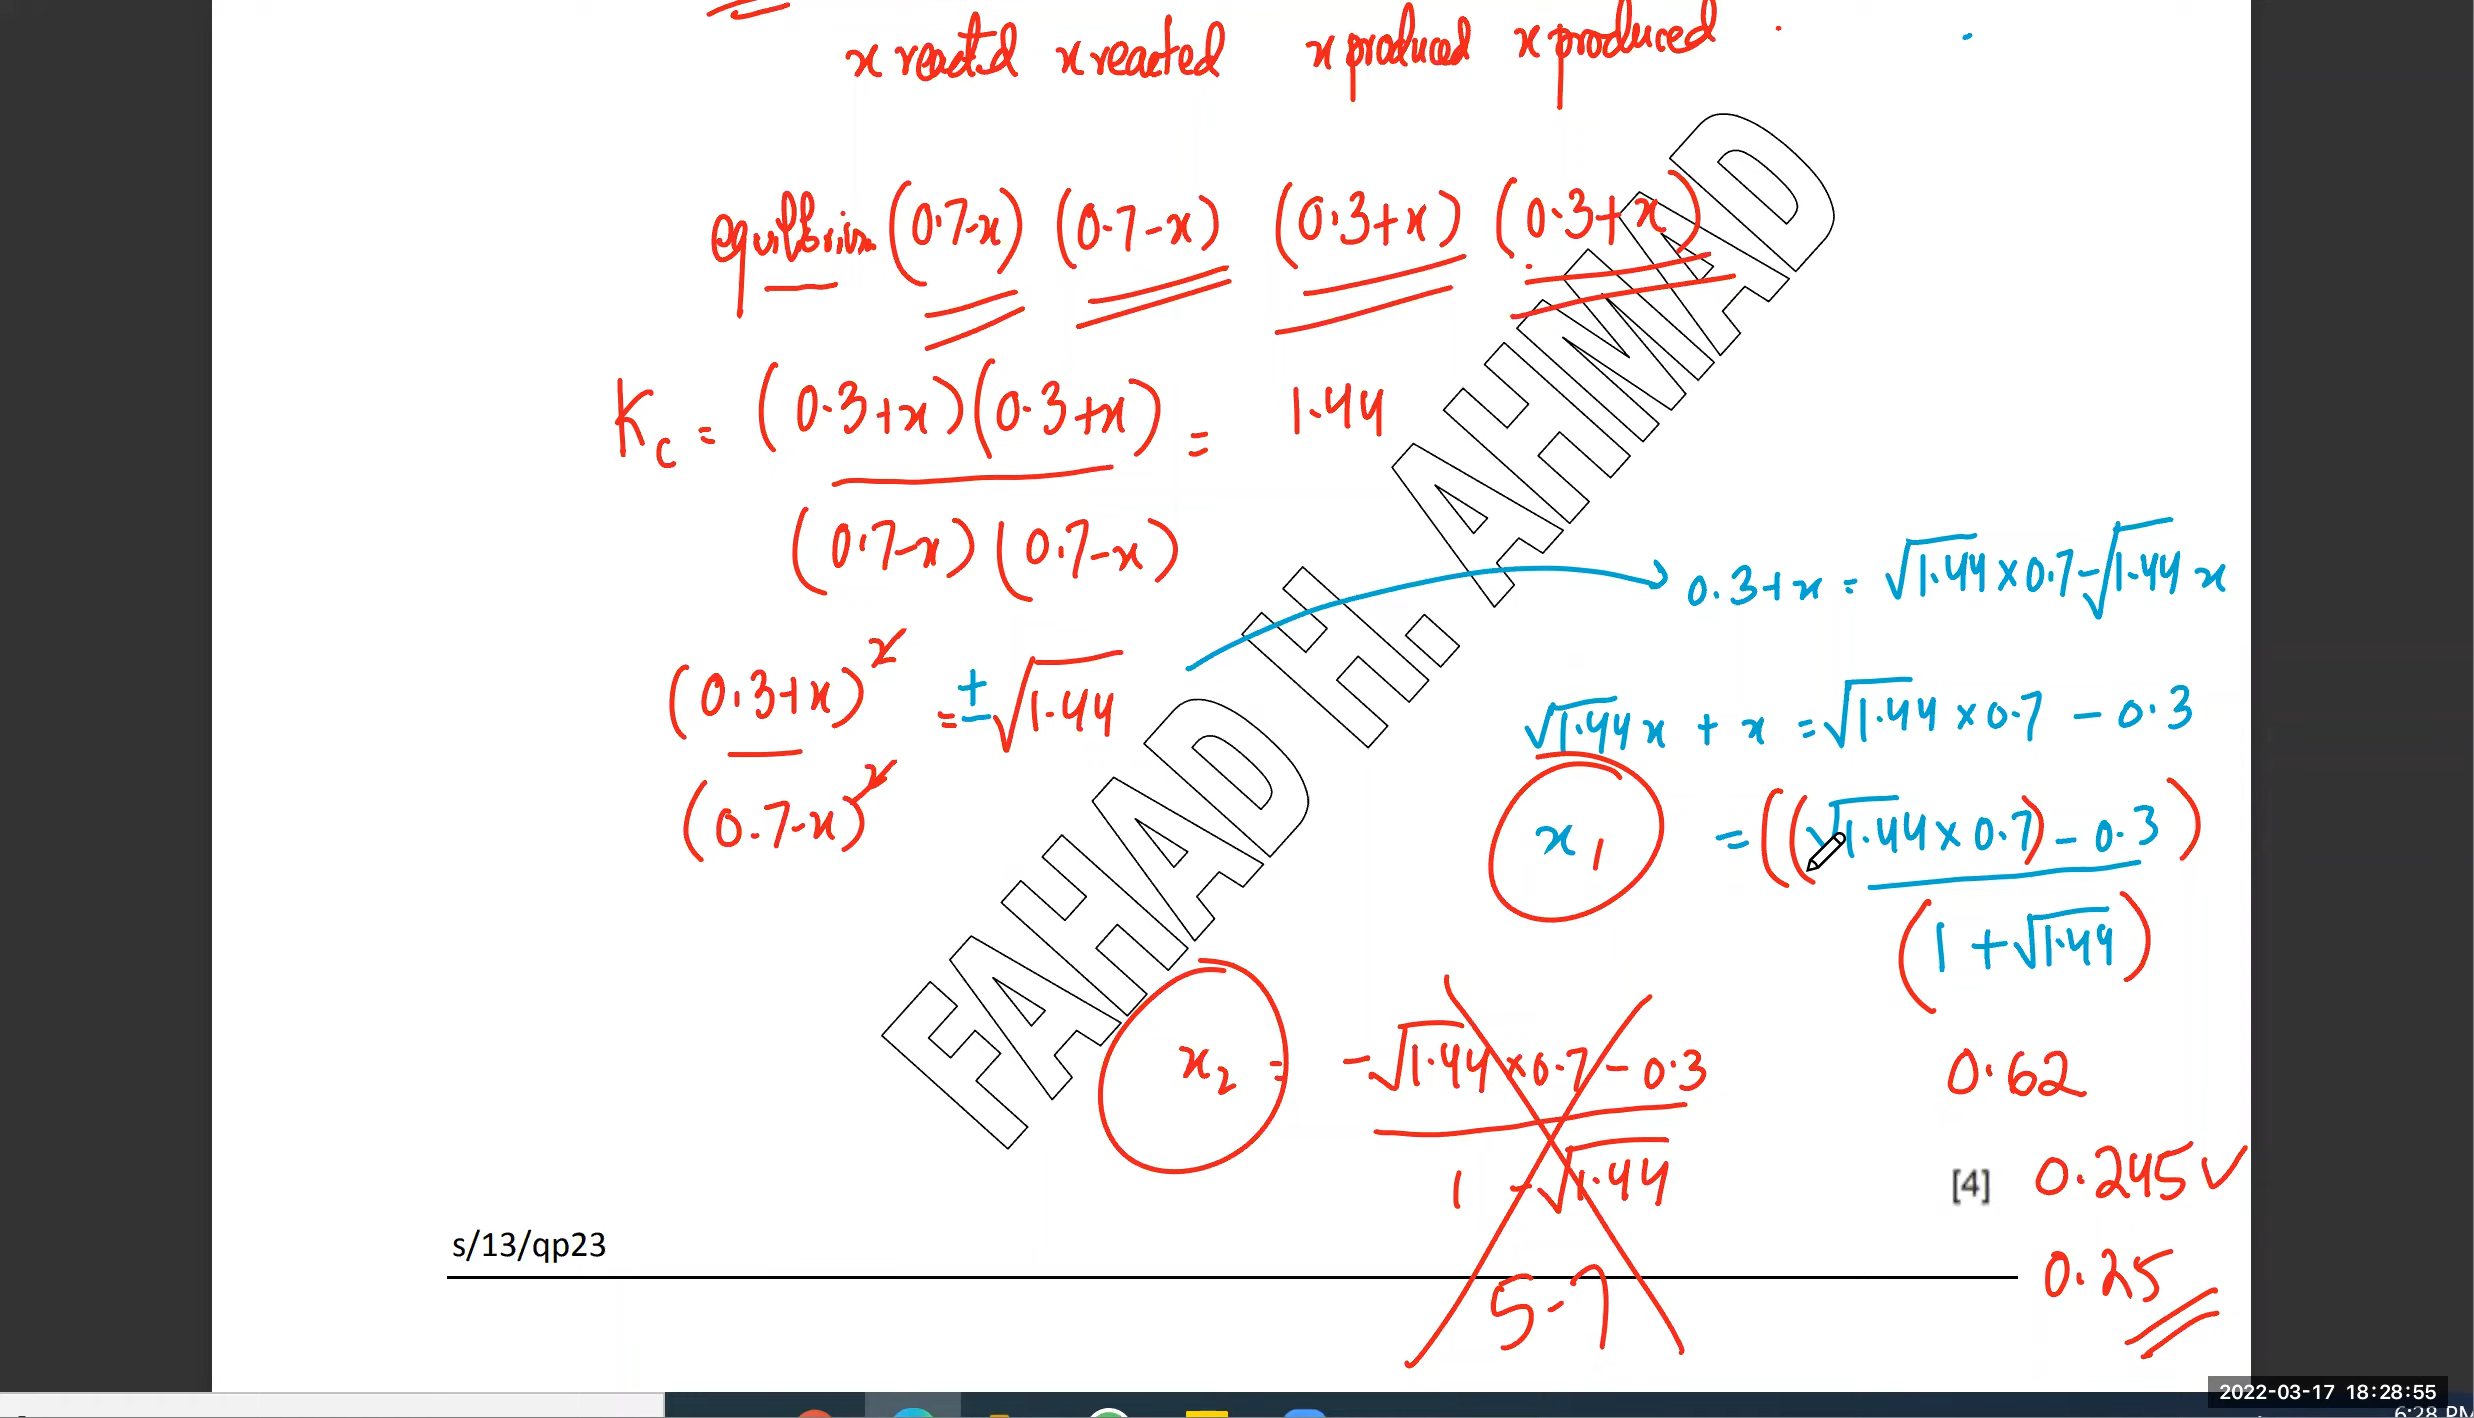 x reacted x reacted x produced x produced
equilibrium (0.7-x) (0.7-x) (0.3+x) (0.3+x)
Kc = (0.3+x)(0.3+x) = 1.44
(0.7-x)(0.7-x)
0.3+x = √1.44 × 0.7 - √1.44 x
(0.3+x)² = ±√1.44
(0.7-x)²
√1.44 x + x = √1.44 × 0.7 - 0.3
x₁ = ((√1.44 × 0.7) - 0.3)
(1 + √1.44)
x₂ = -√1.44 × 0.7 - 0.3
1 - √1.44
5.7
0.62
[4] 0.245 ✓
0.25
s/13/qp23
FAHAD H. AHMAD
2022-03-17 18:28:55
6:28 PM